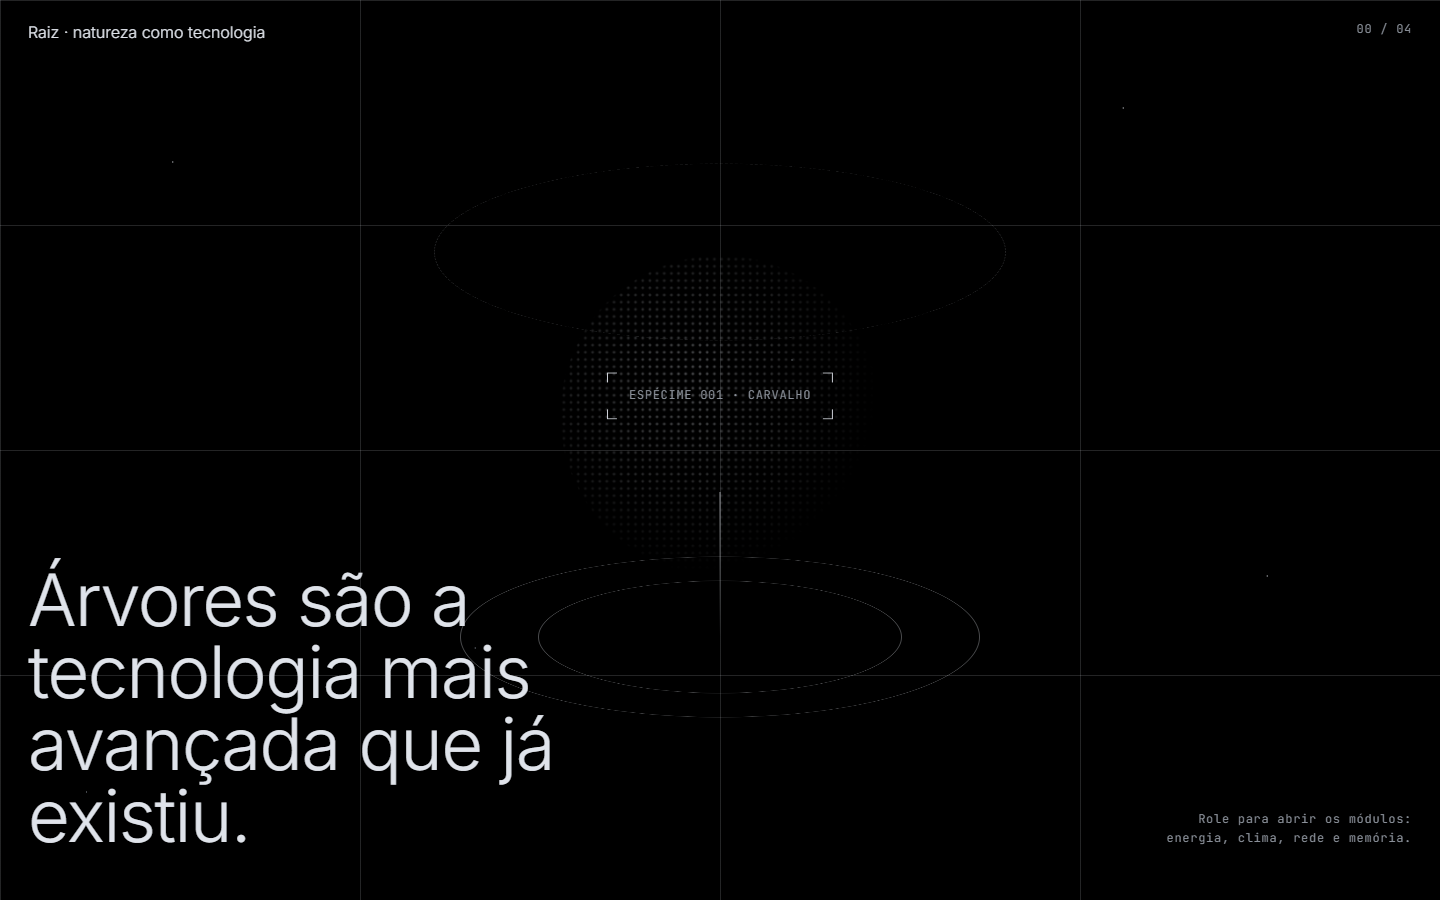 Raiz · natureza como tecnologia
00 / 04
ESPÉCIME 001 · CARVALHO
Árvores são a
tecnologia mais
avançada que já
existiu.
Role para abrir os módulos:
energia, clima, rede e memória.